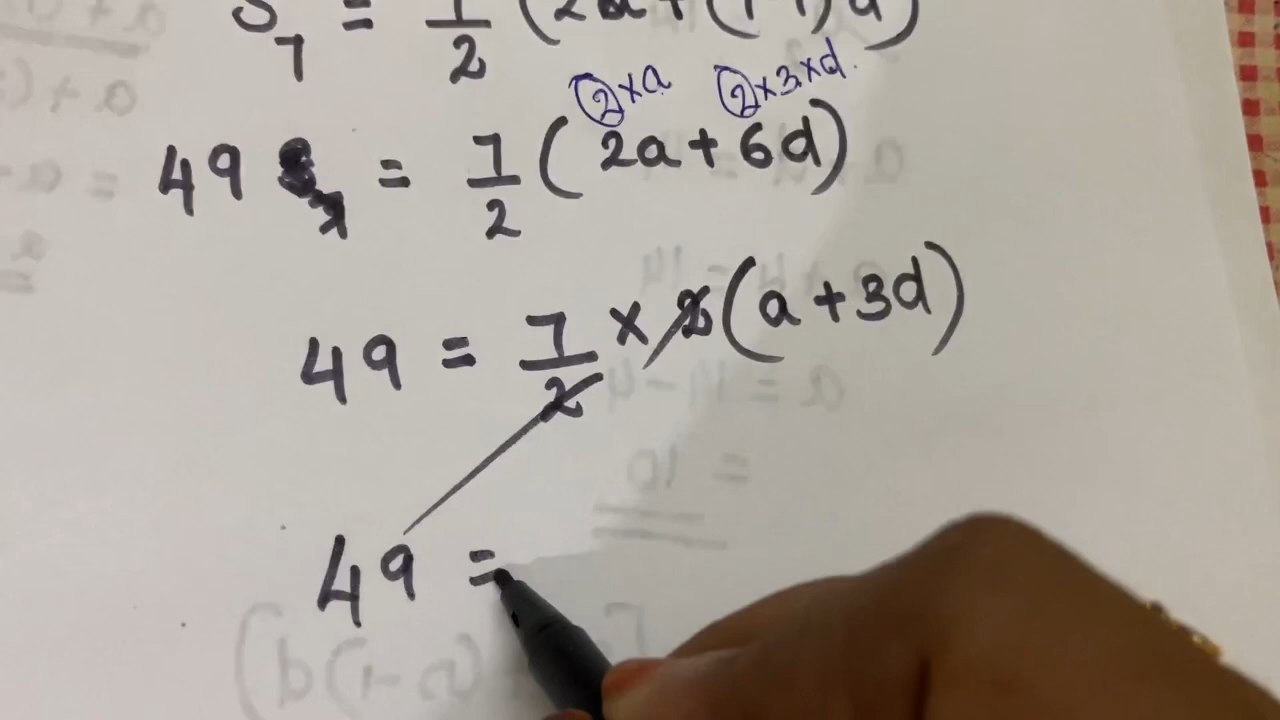 S₇ = 7/2 (2a + (7-1)d)
2×a 2×3×d.
49 = 7/2 (2a + 6d)
49 = 7/2 × 2 (a + 3d)
49 =